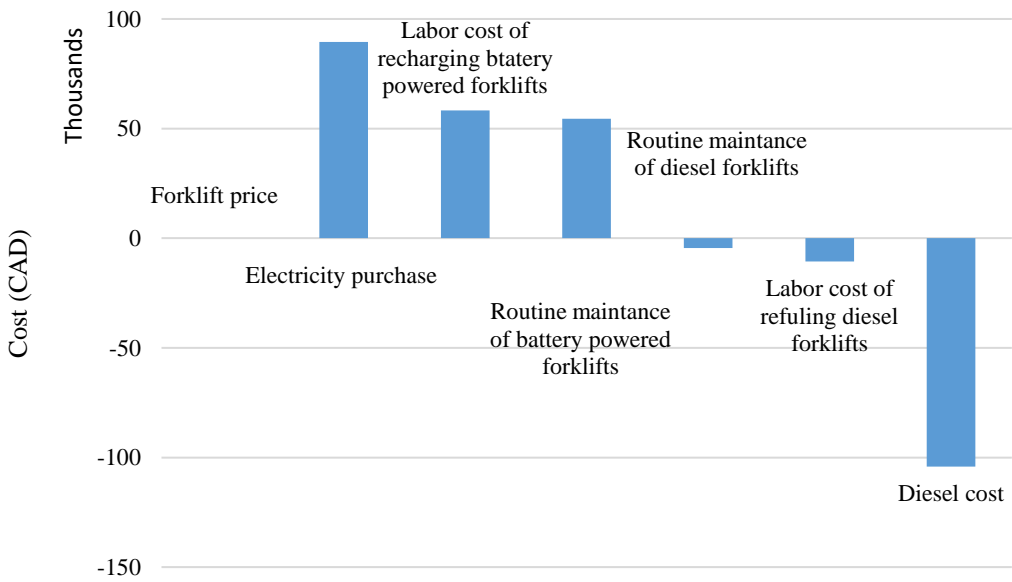 100
Thousands
Labor cost of
recharging btatery
powered forklifts
50
Routine maintance
of diesel forklifts
Forklift price
Cost (CAD)
0
Electricity purchase
Labor cost of
refuling diesel
forklifts
Routine maintance
of battery powered
forklifts
-50
-100
Diesel cost
-150